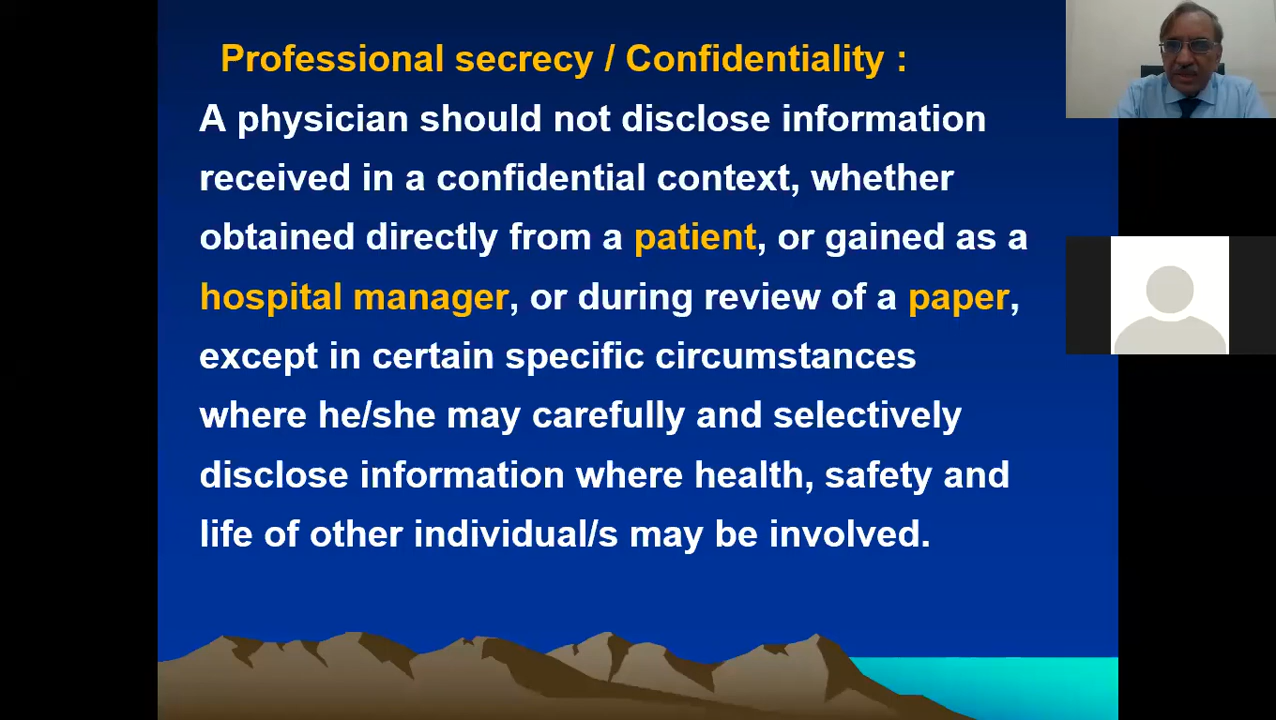 Professional secrecy / Confidentiality :
A physician should not disclose information
received in a confidential context, whether
obtained directly from a patient, or gained as a
hospital manager, or during review of a paper,
except in certain specific circumstances
where he/she may carefully and selectively
disclose information where health, safety and
life of other individual/s may be involved.